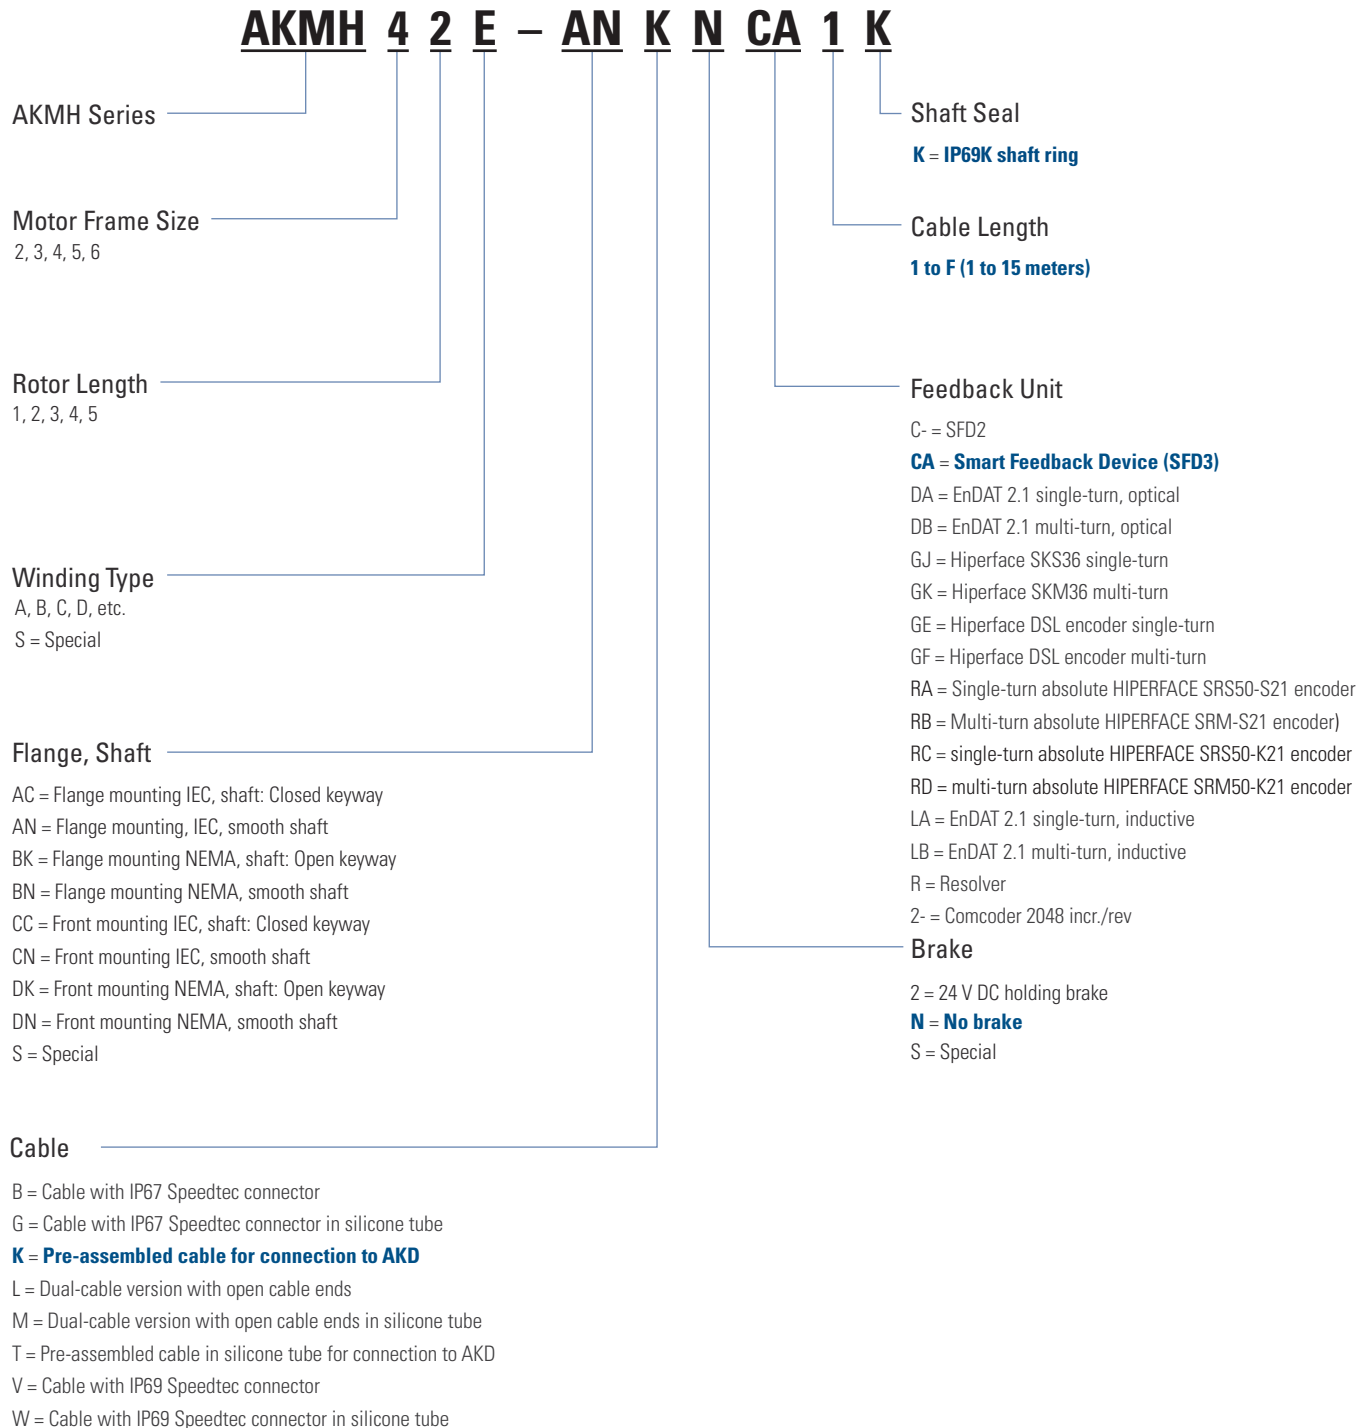 AKMH 4 2 E – AN K N CA 1 K
AKMH Series
Motor Frame Size
2, 3, 4, 5, 6
Rotor Length
1, 2, 3, 4, 5
Winding Type
A, B, C, D, etc.
S = Special
Flange, Shaft
AC = Flange mounting IEC, shaft: Closed keyway
AN = Flange mounting, IEC, smooth shaft
BK = Flange mounting NEMA, shaft: Open keyway
BN = Flange mounting NEMA, smooth shaft
CC = Front mounting IEC, shaft: Closed keyway
CN = Front mounting IEC, smooth shaft
DK = Front mounting NEMA, shaft: Open keyway
DN = Front mounting NEMA, smooth shaft
S = Special
Cable
B = Cable with IP67 Speedtec connector
G = Cable with IP67 Speedtec connector in silicone tube
K = Pre-assembled cable for connection to AKD
L = Dual-cable version with open cable ends
M = Dual-cable version with open cable ends in silicone tube
T = Pre-assembled cable in silicone tube for connection to AKD
V = Cable with IP69 Speedtec connector
W = Cable with IP69 Speedtec connector in silicone tube
Shaft Seal
K = IP69K shaft ring
Cable Length
1 to F (1 to 15 meters)
Feedback Unit
C- = SFD2
CA = Smart Feedback Device (SFD3)
DA = EnDAT 2.1 single-turn, optical
DB = EnDAT 2.1 multi-turn, optical
GJ = Hiperface SKS36 single-turn
GK = Hiperface SKM36 multi-turn
GE = Hiperface DSL encoder single-turn
GF = Hiperface DSL encoder multi-turn
RA = Single-turn absolute HIPERFACE SRS50-S21 encoder
RB = Multi-turn absolute HIPERFACE SRM-S21 encoder)
RC = single-turn absolute HIPERFACE SRS50-K21 encoder
RD = multi-turn absolute HIPERFACE SRM50-K21 encoder
LA = EnDAT 2.1 single-turn, inductive
LB = EnDAT 2.1 multi-turn, inductive
R = Resolver
2- = Comcoder 2048 incr./rev
Brake
2 = 24 V DC holding brake
N = No brake
S = Special